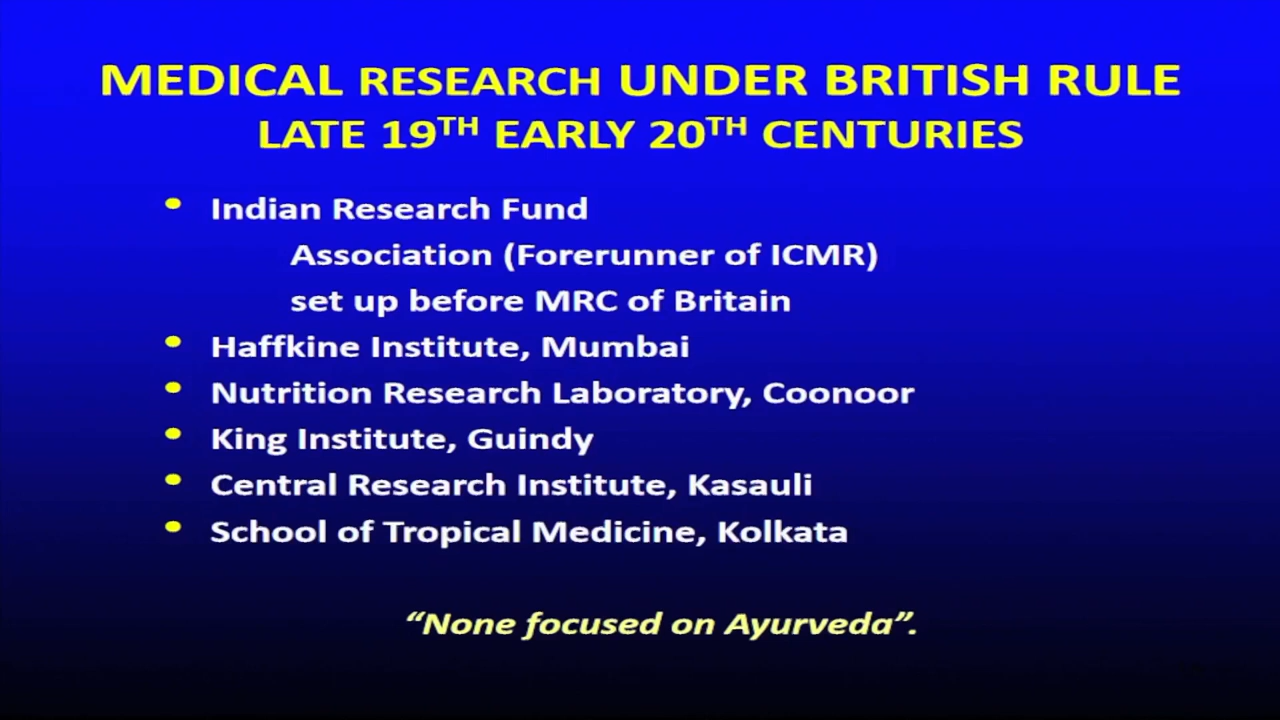 MEDICAL RESEARCH UNDER BRITISH RULE
LATE 19TH EARLY 20TH CENTURIES
• Indian Research Fund
Association (Forerunner of ICMR)
set up before MRC of Britain
• Haffkine Institute, Mumbai
• Nutrition Research Laboratory, Coonoor
• King Institute, Guindy
• Central Research Institute, Kasauli
• School of Tropical Medicine, Kolkata
“None focused on Ayurveda”.